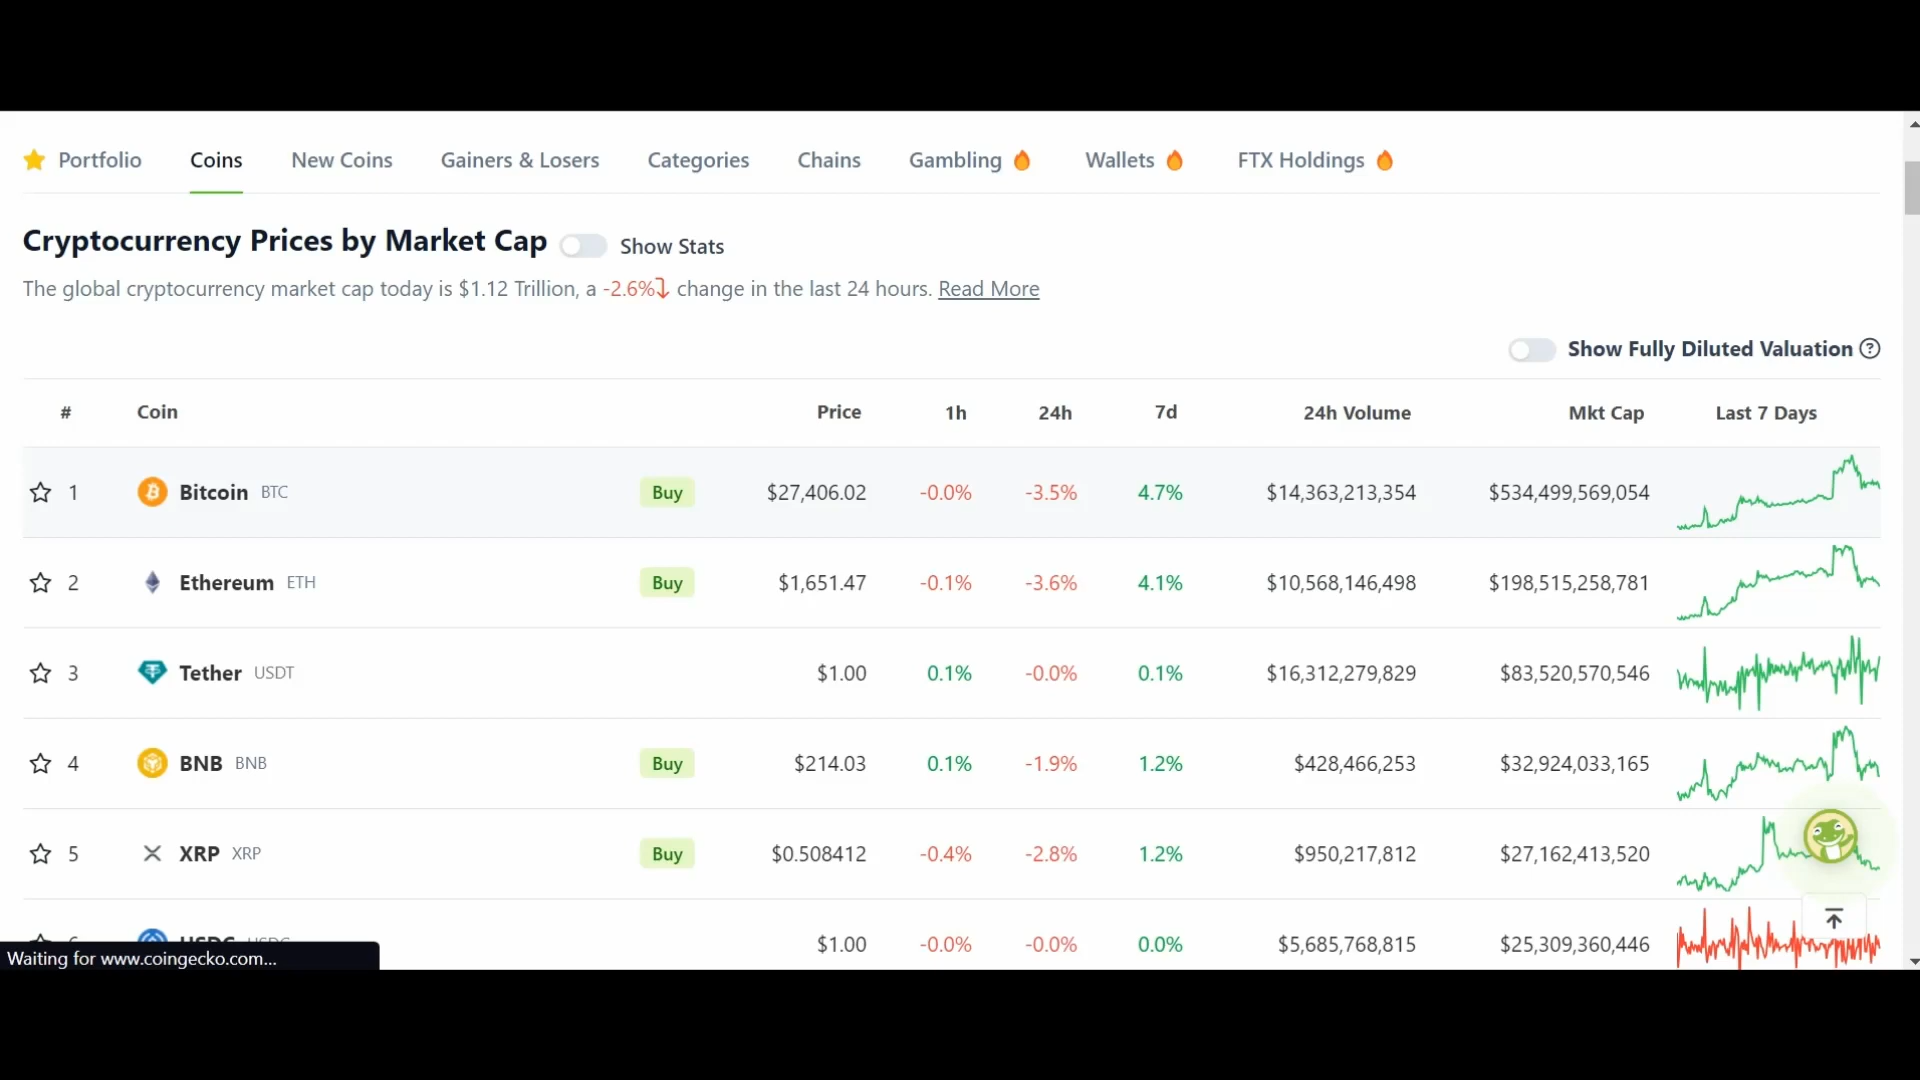 Portfolio Coins New Coins Gainers & Losers Categories Chains Gambling Wallets FTX Holdings
Cryptocurrency Prices by Market Cap Show Stats
The global cryptocurrency market cap today is $1.12 Trillion, a -2.6% change in the last 24 hours. Read More
Show Fully Diluted Valuation
# Coin Price 1h 24h 7d 24h Volume Mkt Cap Last 7 Days
1 Bitcoin BTC Buy $27,406.02 -0.0% -3.5% 4.7% $14,363,213,354 $534,499,569,054
2 Ethereum ETH Buy $1,651.47 -0.1% -3.6% 4.1% $10,568,146,498 $198,515,258,781
3 Tether USDT $1.00 0.1% -0.0% 0.1% $16,312,279,829 $83,520,570,546
4 BNB BNB Buy $214.03 0.1% -1.9% 1.2% $428,466,253 $32,924,033,165
5 XRP XRP Buy $0.508412 -0.4% -2.8% 1.2% $950,217,812 $27,162,413,520
6 USDC USDC $1.00 -0.0% -0.0% 0.0% $5,685,768,815 $25,309,360,446
Waiting for www.coingecko.com...